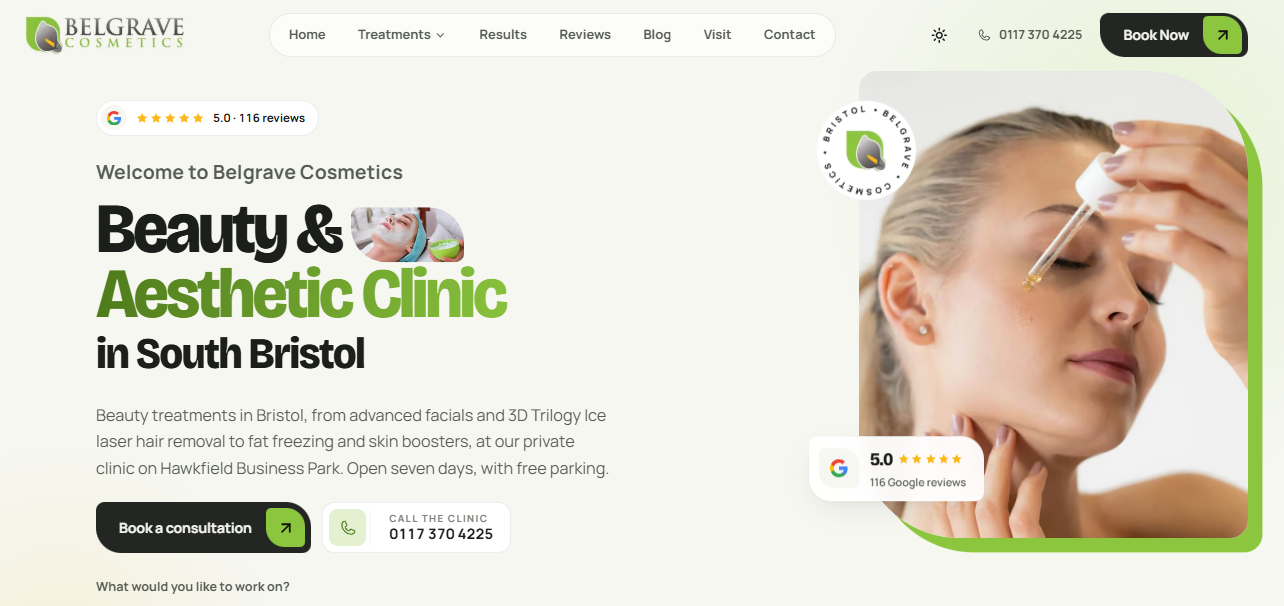 BELGRAVE
COSMETICS
Home
Treatments
Results
Reviews
Blog
Visit
Contact
0117 370 4225
Book Now
5.0 · 116 reviews
Welcome to Belgrave Cosmetics
Beauty &
Aesthetic Clinic
in South Bristol
Beauty treatments in Bristol, from advanced facials and 3D Trilogy Ice
laser hair removal to fat freezing and skin boosters, at our private
clinic on Hawkfield Business Park. Open seven days, with free parking.
Book a consultation
CALL THE CLINIC
0117 370 4225
What would you like to work on?
BRISTOL • BELGRAVE • COSMETICS •
5.0
116 Google reviews